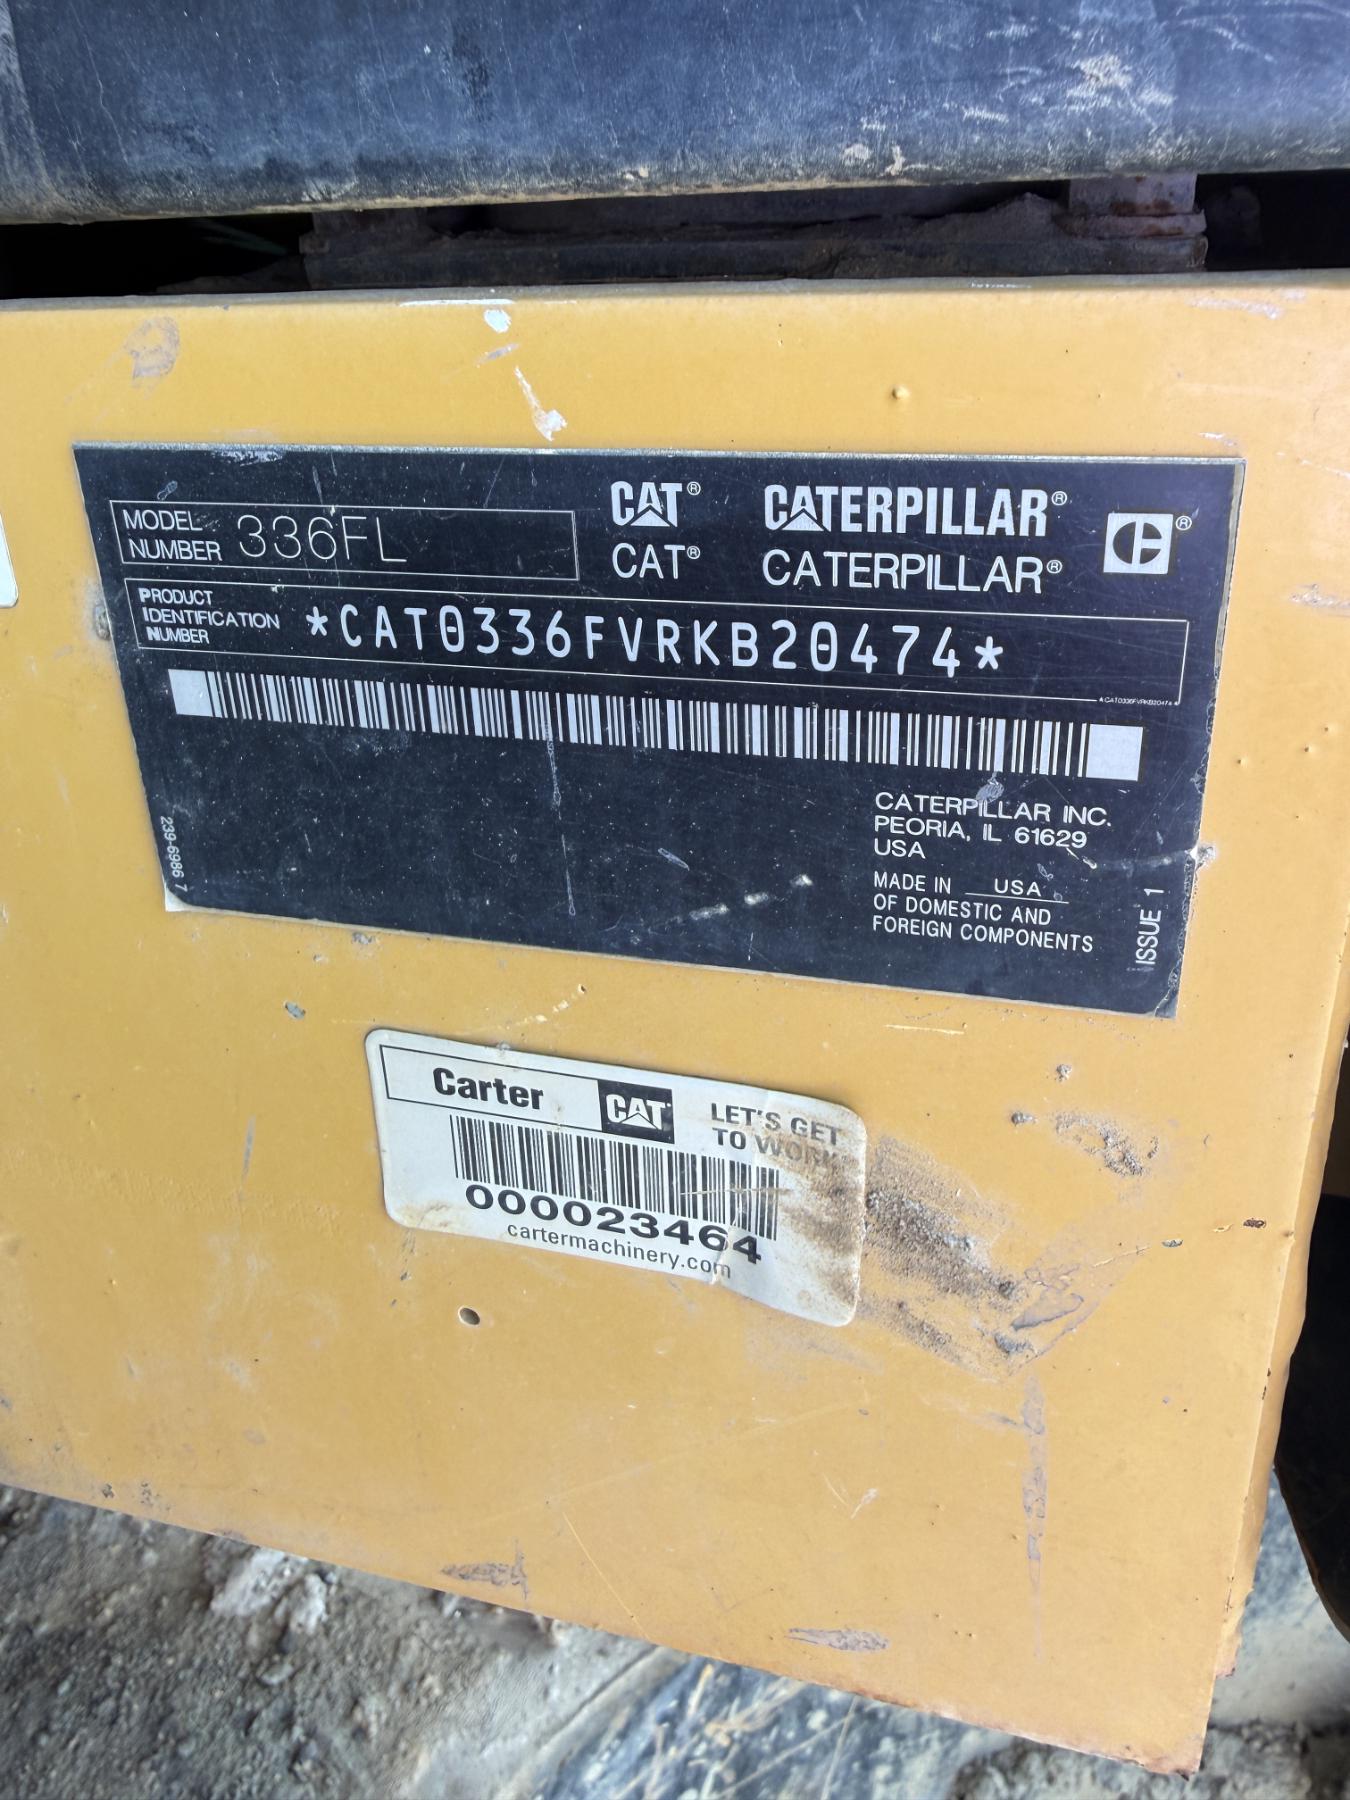 MODEL
NUMBER 336FL
CAT® CATERPILLAR®
CAT® CATERPILLAR®
C®
PRODUCT
IDENTIFICATION
NUMBER
*CAT0336FVRKB20474*
*CAT0336FVRKB20474*
239-6986 7
CATERPILLAR INC.
PEORIA, IL 61629
USA
MADE IN USA
OF DOMESTIC AND
FOREIGN COMPONENTS
ISSUE 1
Carter CAT
LET'S GET
TO WORK
000023464
cartermachinery.com